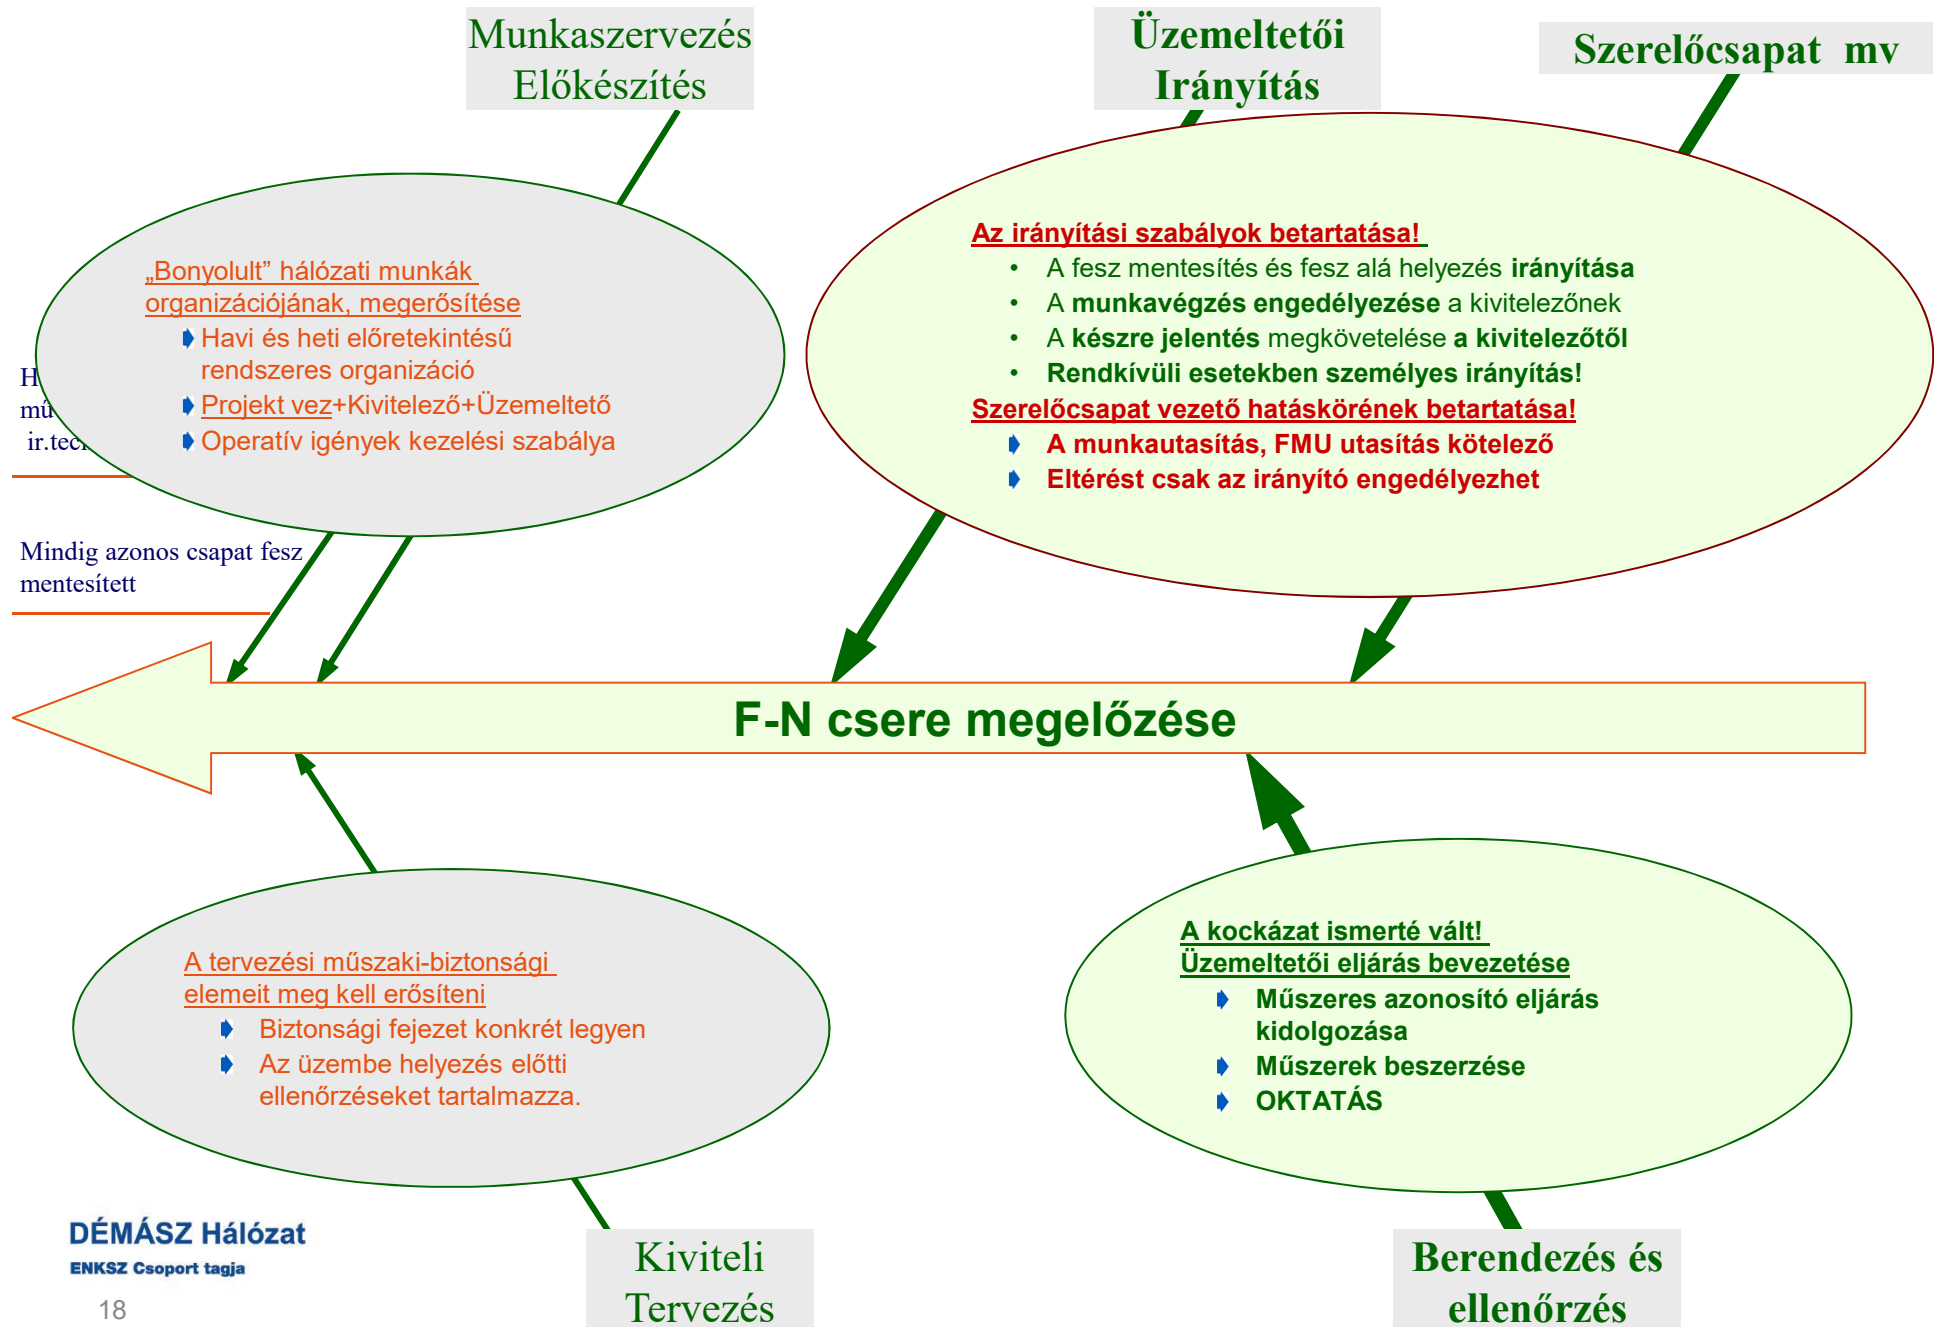 Munkaszervezés
Előkészítés
Üzemeltetői
Irányítás
Szerelőcsapat mv
„Bonyolult” hálózati munkák
organizációjának, megerősítése
Havi és heti előretekintésű
rendszeres organizáció
Projekt vez+Kivitelező+Üzemeltető
Operatív igények kezelési szabálya
Az irányítási szabályok betartatása!
• A fesz mentesítés és fesz alá helyezés irányítása
• A munkavégzés engedélyezése a kivitelezőnek
• A készre jelentés megkövetelése a kivitelezőtől
• Rendkívüli esetekben személyes irányítás!
Szerelőcsapat vezető hatáskörének betartatása!
A munkautasítás, FMU utasítás kötelező
Eltérést csak az irányító engedélyezhet
Mindig azonos csapat fesz
mentesített
F-N csere megelőzése
A tervezési műszaki-biztonsági
elemeit meg kell erősíteni
Biztonsági fejezet konkrét legyen
Az üzembe helyezés előtti
ellenőrzéseket tartalmazza.
A kockázat ismerté vált!
Üzemeltetői eljárás bevezetése
Műszeres azonosító eljárás
kidolgozása
Műszerek beszerzése
OKTATÁS
DÉMÁSZ Hálózat
ENKSZ Csoport tagja
18
Kiviteli
Tervezés
Berendezés és
ellenőrzés